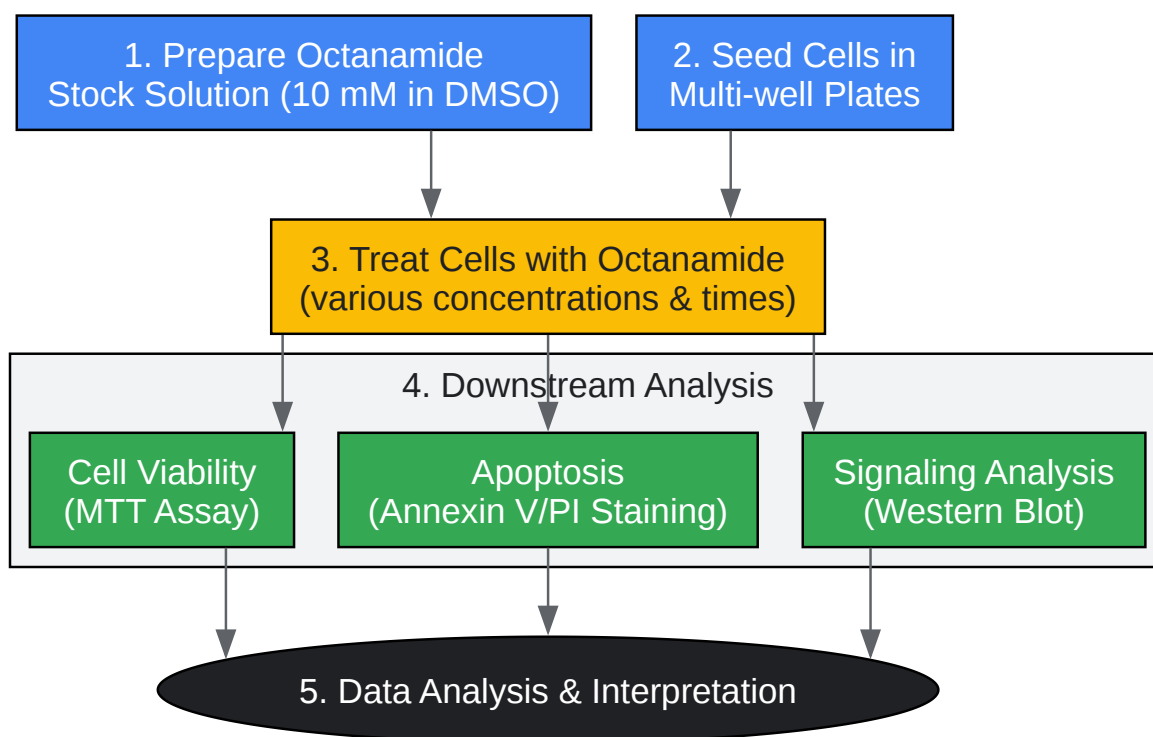 1. Prepare Octanamide
Stock Solution (10 mM in DMSO)
2. Seed Cells in
Multi-well Plates
3. Treat Cells with Octanamide
(various concentrations & times)
4. Downstream Analysis
Cell Viability
(MTT Assay)
Apoptosis
(Annexin V/PI Staining)
Signaling Analysis
(Western Blot)
5. Data Analysis & Interpretation